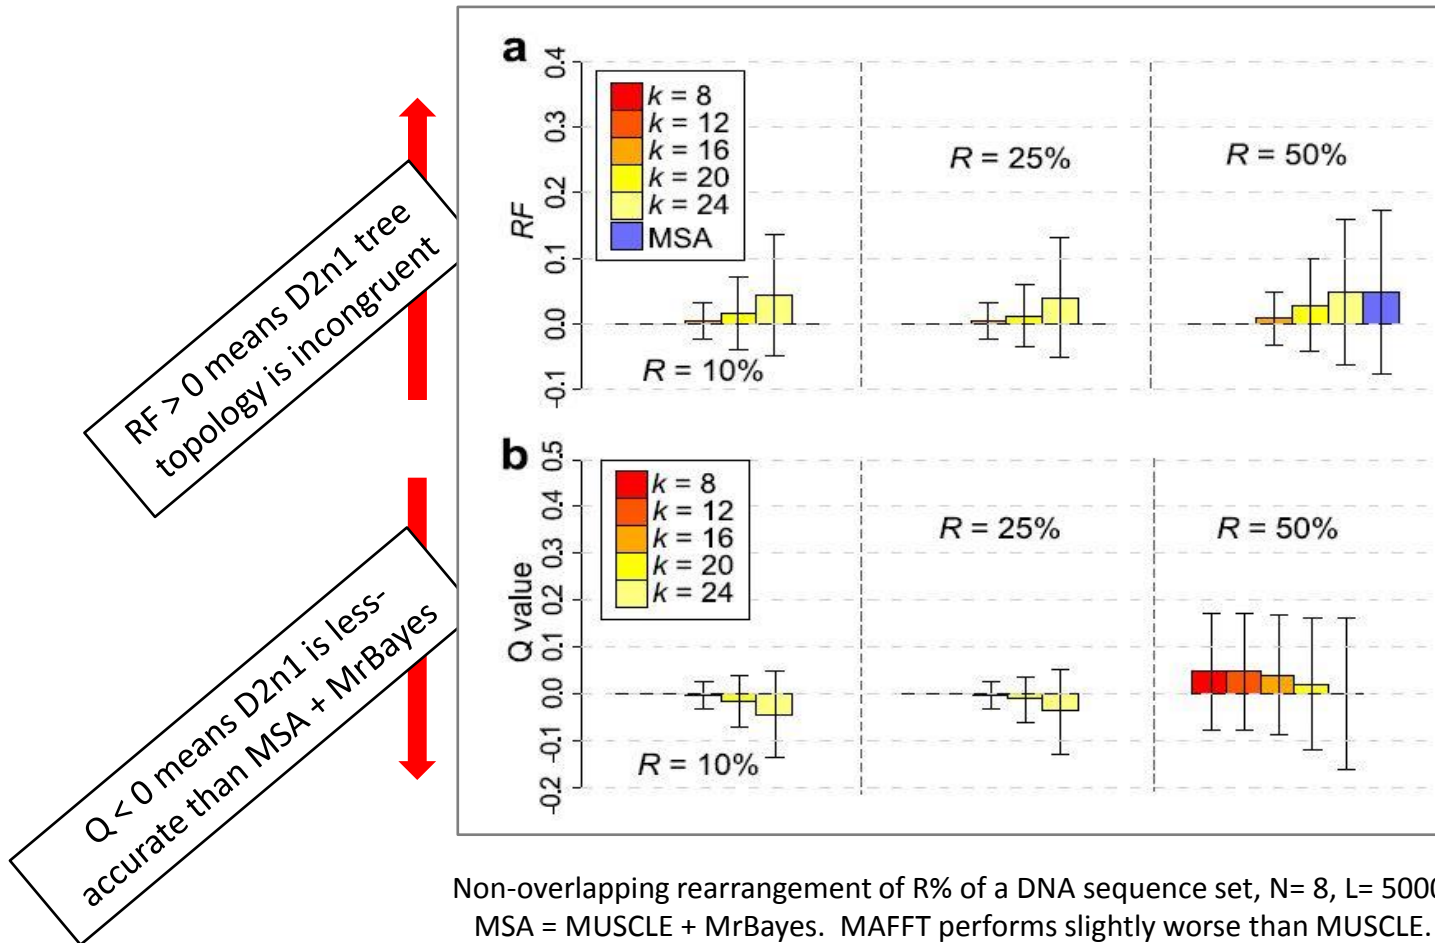 RF > 0 means D2n1 tree
topology is incongruent
Q < 0 means D2n1 is less-
accurate than MSA + MrBayes
a
RF
0.4
0.3
0.2
0.1
0.0
-0.1
k = 8
k = 12
k = 16
k = 20
k = 24
MSA
R = 10%
R = 25%
R = 50%
b
Q value
0.5
0.4
0.3
0.2
0.1
0.0
-0.1
-0.2
k = 8
k = 12
k = 16
k = 20
k = 24
R = 10%
R = 25%
R = 50%
Non-overlapping rearrangement of R% of a DNA sequence set, N= 8, L= 5000
MSA = MUSCLE + MrBayes. MAFFT performs slightly worse than MUSCLE.